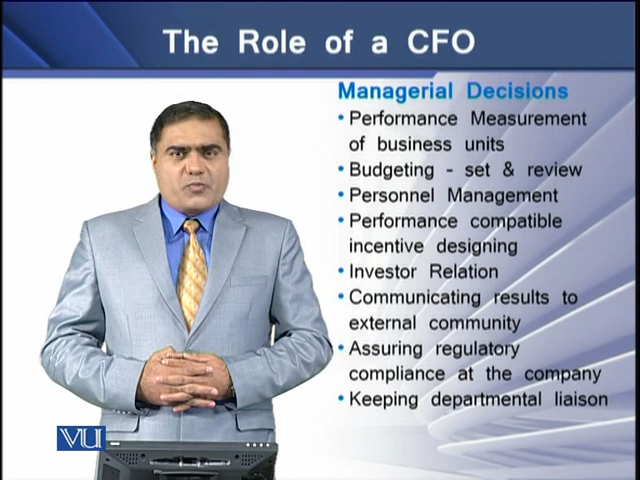 The Role of a CFO
Managerial Decisions
• Performance Measurement
of business units
• Budgeting - set & review
• Personnel Management
• Performance compatible
incentive designing
• Investor Relation
• Communicating results to
external community
• Assuring regulatory
compliance at the company
• Keeping departmental liaison
VU